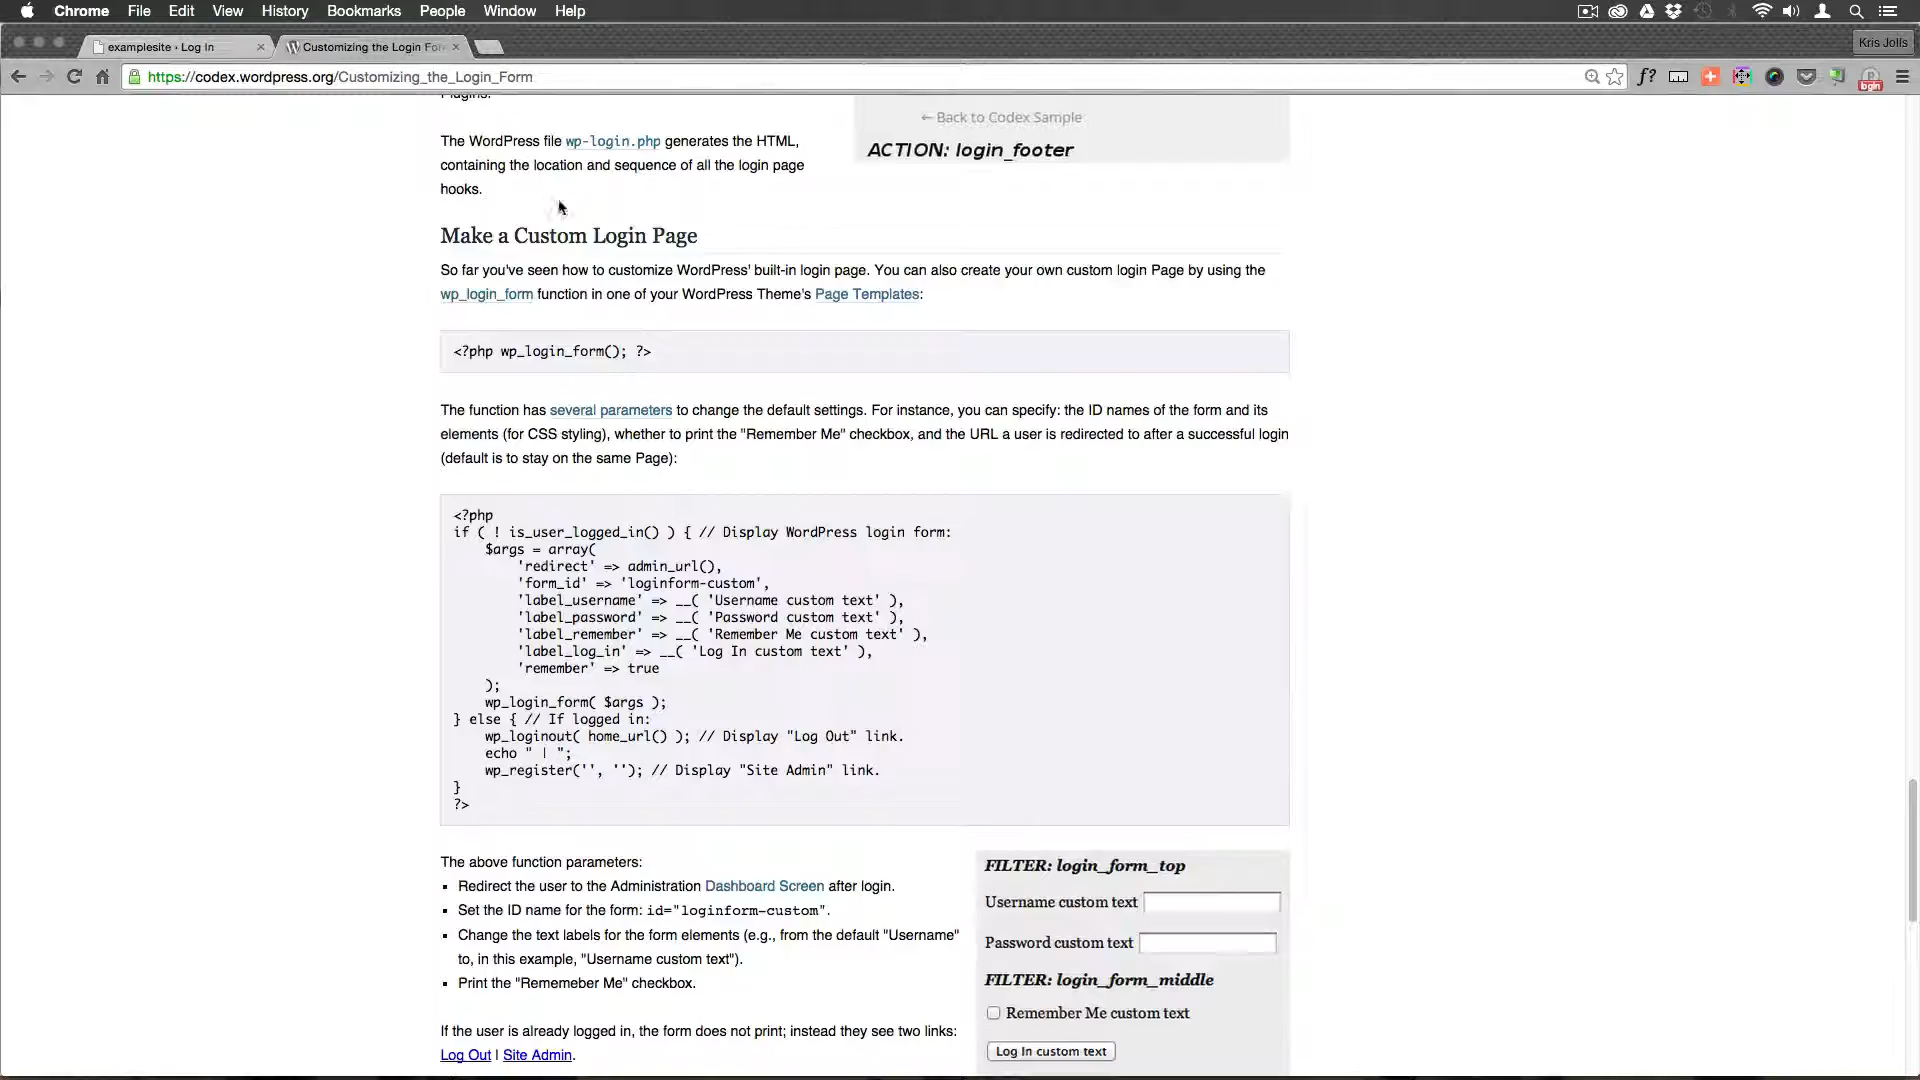 Chrome File Edit View History Bookmarks People Window Help
examplesite › Log In
Customizing the Login For
Kris Jolls
https://codex.wordpress.org/Customizing_the_Login_Form
f?
login
Plugins.
← Back to Codex Sample
ACTION: login_footer
The WordPress file wp-login.php generates the HTML,
containing the location and sequence of all the login page
hooks.
Make a Custom Login Page
So far you've seen how to customize WordPress' built-in login page. You can also create your own custom login Page by using the
wp_login_form function in one of your WordPress Theme's Page Templates:
<?php wp_login_form(); ?>
The function has several parameters to change the default settings. For instance, you can specify: the ID names of the form and its
elements (for CSS styling), whether to print the "Remember Me" checkbox, and the URL a user is redirected to after a successful login
(default is to stay on the same Page):
<?php
if ( ! is_user_logged_in() ) { // Display WordPress login form:
    $args = array(
        'redirect' => admin_url(),
        'form_id' => 'loginform-custom',
        'label_username' => __( 'Username custom text' ),
        'label_password' => __( 'Password custom text' ),
        'label_remember' => __( 'Remember Me custom text' ),
        'label_log_in' => __( 'Log In custom text' ),
        'remember' => true
    );
    wp_login_form( $args );
} else { // If logged in:
    wp_loginout( home_url() ); // Display "Log Out" link.
    echo " | ";
    wp_register('', ''); // Display "Site Admin" link.
}
?>
The above function parameters:
▪ Redirect the user to the Administration Dashboard Screen after login.
▪ Set the ID name for the form: id="loginform-custom".
▪ Change the text labels for the form elements (e.g., from the default "Username"
to, in this example, "Username custom text").
▪ Print the "Rememeber Me" checkbox.
If the user is already logged in, the form does not print; instead they see two links:
Log Out | Site Admin.
FILTER: login_form_top
Username custom text
Password custom text
FILTER: login_form_middle
Remember Me custom text
Log In custom text